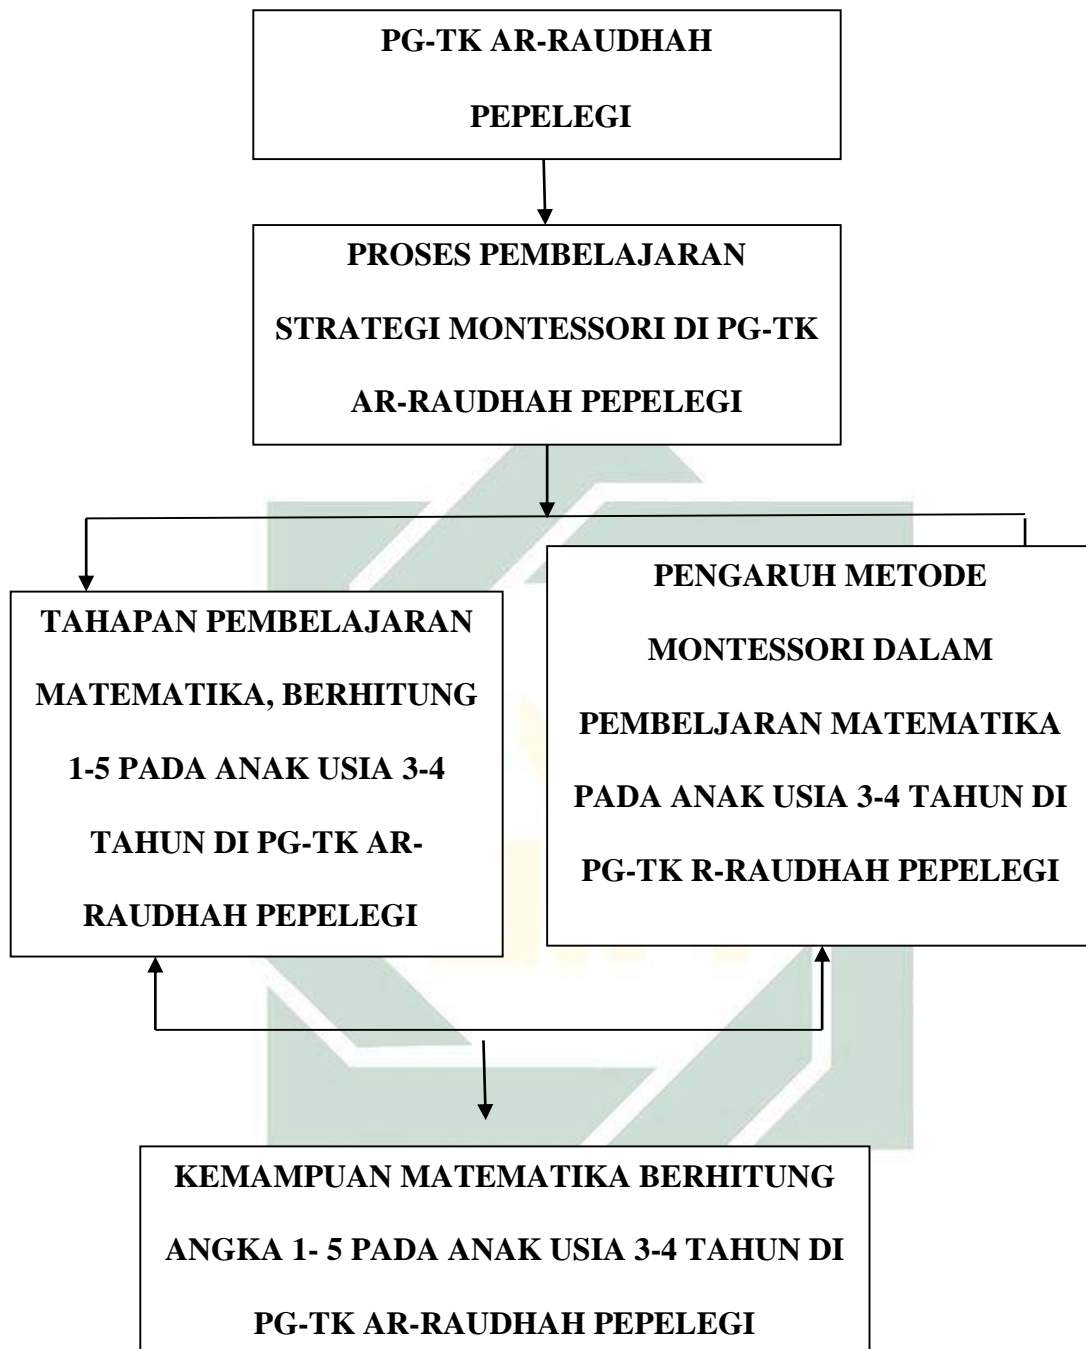 PG-TK AR-RAUDHAH
PEPELEGI
PROSES PEMBELAJARAN
STRATEGI MONTESSORI DI PG-TK
AR-RAUDHAH PEPELEGI
TAHAPAN PEMBELAJARAN
MATEMATIKA, BERHITUNG
1-5 PADA ANAK USIA 3-4
TAHUN DI PG-TK AR-
RAUDHAH PEPELEGI
PENGARUH METODE
MONTESSORI DALAM
PEMBELJARAN MATEMATIKA
PADA ANAK USIA 3-4 TAHUN DI
PG-TK R-RAUDHAH PEPELEGI
KEMAMPUAN MATEMATIKA BERHITUNG
ANGKA 1- 5 PADA ANAK USIA 3-4 TAHUN DI
PG-TK AR-RAUDHAH PEPELEGI